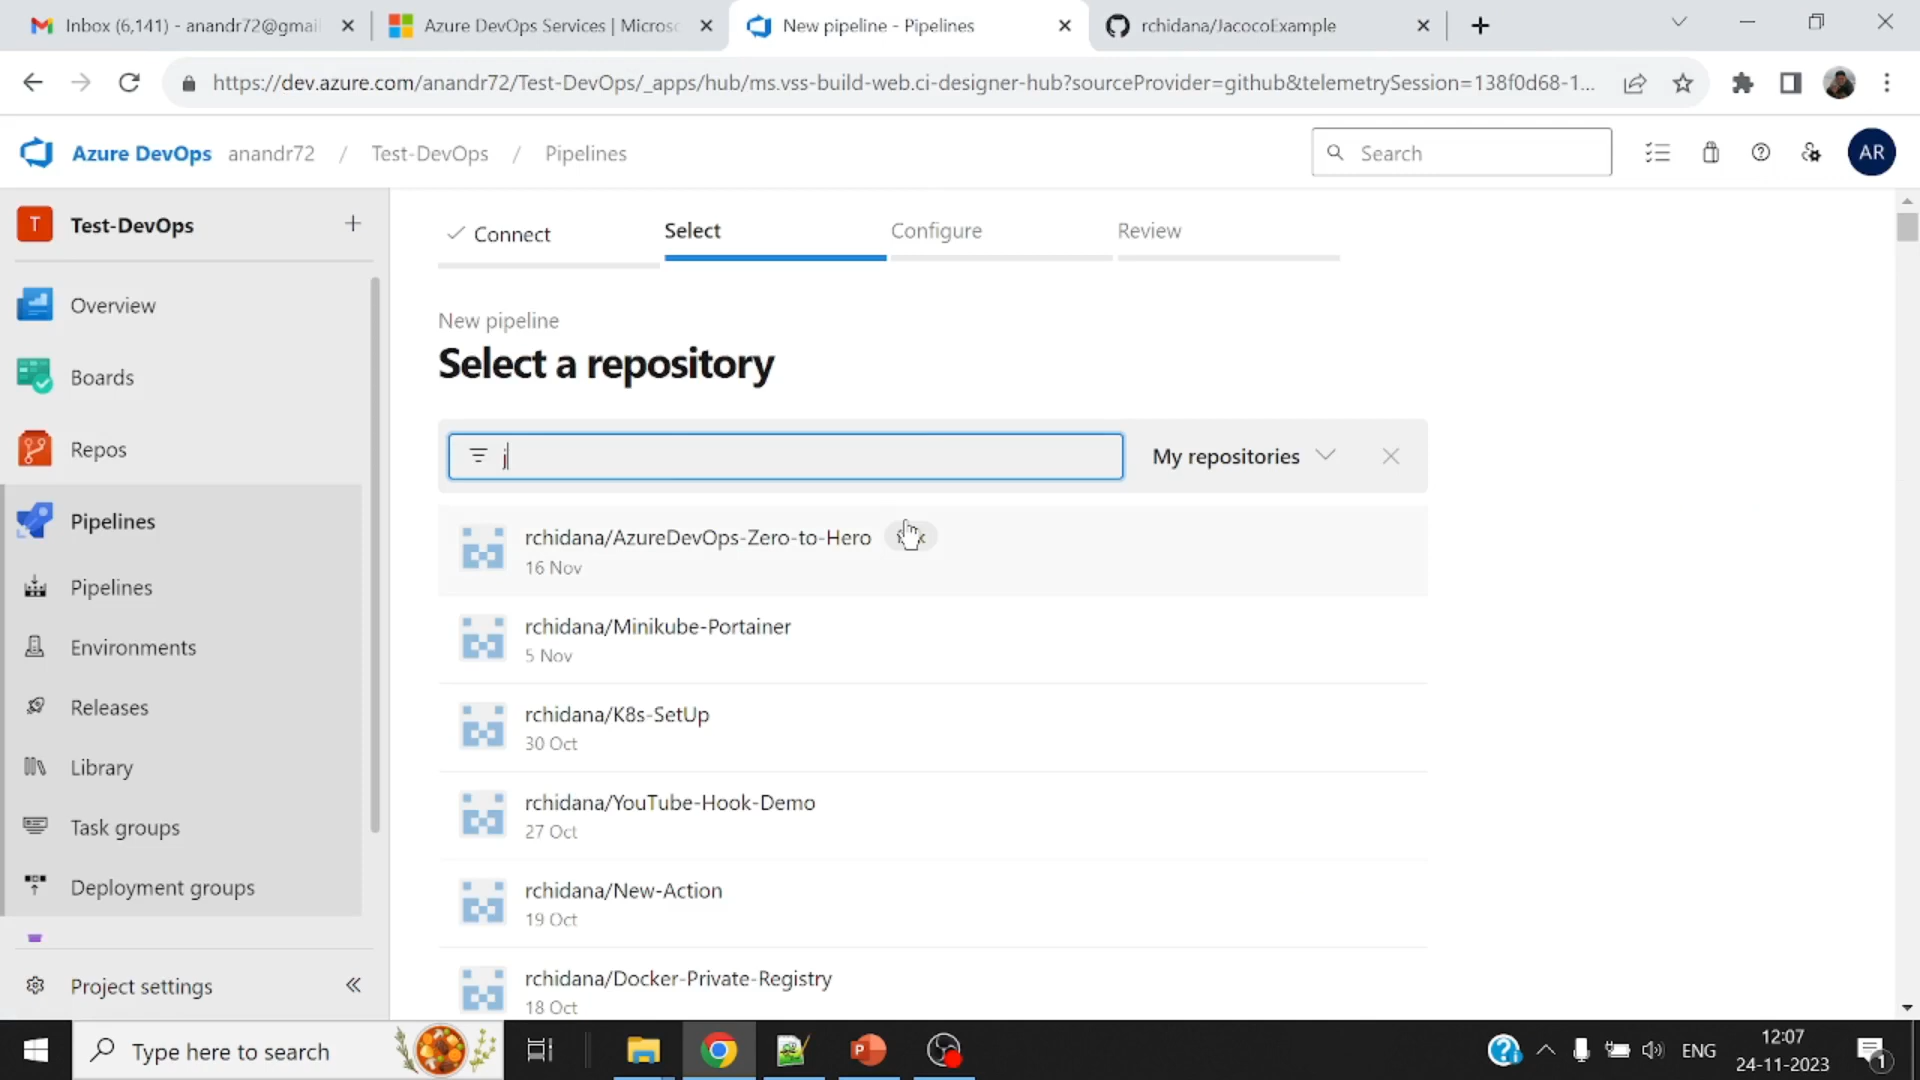 Inbox (6,141) - anandr72@gmail
Azure DevOps Services | Micros
New pipeline - Pipelines
rchidana/JacocoExample
https://dev.azure.com/anandr72/Test-DevOps/_apps/hub/ms.vss-build-web.ci-designer-hub?sourceProvider=github&telemetrySession=138f0d68-1...
Azure DevOps anandr72 / Test-DevOps / Pipelines
Search
AR
T Test-DevOps
Overview
Boards
Repos
Pipelines
Pipelines
Environments
Releases
Library
Task groups
Deployment groups
Project settings
Connect
Select
Configure
Review
New pipeline
Select a repository
j
My repositories
rchidana/AzureDevOps-Zero-to-Hero
16 Nov
rchidana/Minikube-Portainer
5 Nov
rchidana/K8s-SetUp
30 Oct
rchidana/YouTube-Hook-Demo
27 Oct
rchidana/New-Action
19 Oct
rchidana/Docker-Private-Registry
18 Oct
Type here to search
ENG
12:07
24-11-2023
1